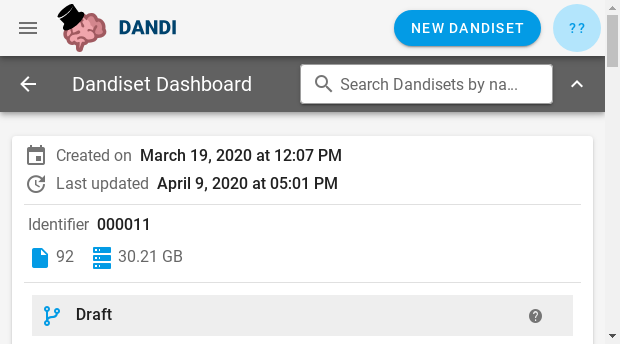 DANDI
NEW DANDISET
??
Dandiset Dashboard
Search Dandisets by na...
Created on March 19, 2020 at 12:07 PM
Last updated April 9, 2020 at 05:01 PM
Identifier 000011
92 30.21 GB
Draft
?